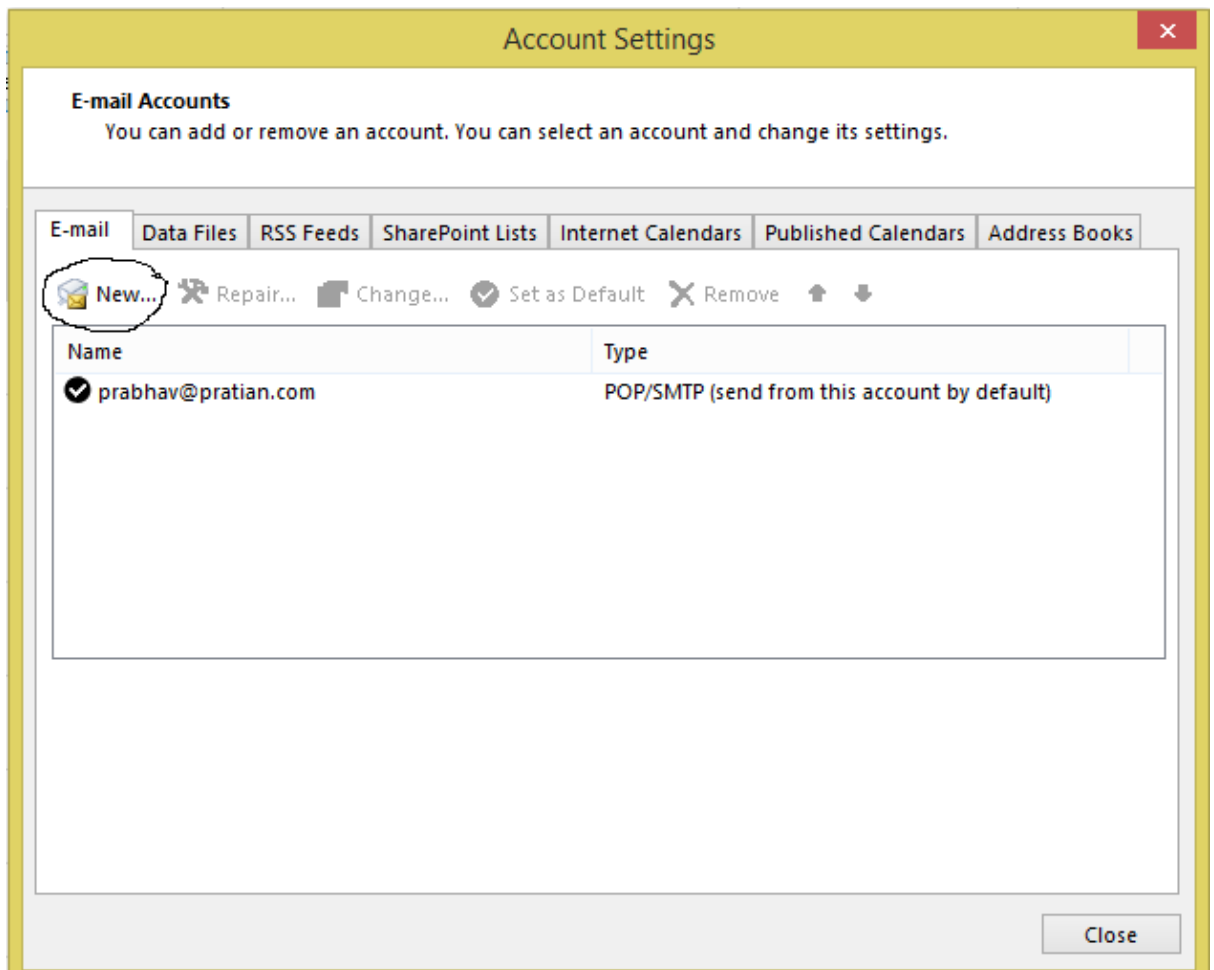 Account Settings
E-mail Accounts
You can add or remove an account. You can select an account and change its settings.
E-mail Data Files RSS Feeds SharePoint Lists Internet Calendars Published Calendars Address Books
New... Repair... Change... Set as Default Remove
Name Type
prabhav@pratian.com POP/SMTP (send from this account by default)
Close